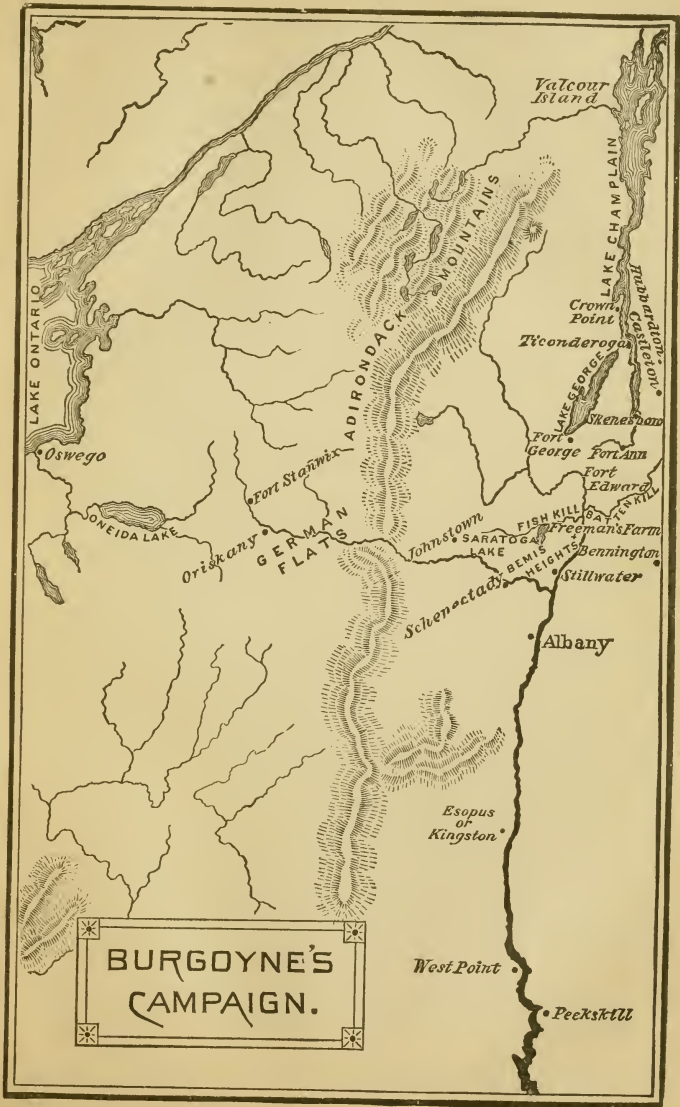 Valcour
Island
LAKE CHAMPLAIN
ADIRONDACK MOUNTAINS
LAKE ONTARIO
Crown
Point
Hubbardton
Castleton
Ticonderoga
LAKE GEORGE
Skenesboro
Fort
George
Fort Ann
Fort
Edward
Oswego
Fort Stanwix
ONEIDA LAKE
Oriskany
GERMAN
FLATS
Johnstown
FISH KILL
BATTEN KILL
SARATOGA
LAKE
Freeman's Farm
BEMIS
HEIGHTS
Bennington
Stillwater
Schenectady
Albany
Esopus
or
Kingston
West Point
Peekskill
BURGOYNE'S
CAMPAIGN.